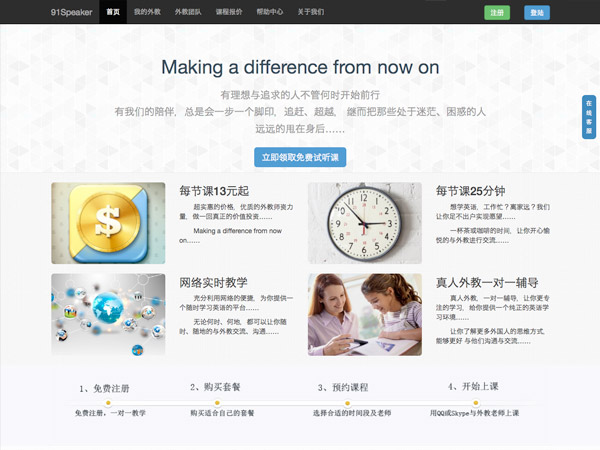 91Speaker 首页 我的外教 外教团队 课程报价 帮助中心 关于我们 注册 登陆
Making a difference from now on
有理想与追求的人不管何时开始前行
有我们的陪伴，总是会一步一个脚印，追赶、超越， 继而把那些处于迷茫、困惑的人
远远的甩在身后……
立即领取免费试听课
在线客服
每节课13元起
超实惠的价格，优质的外教师资力
量，做一回真正的价值投资……
Making a difference from now
on……
每节课25分钟
想学英语，工作忙？离家远？我们
让你足不出户实现愿望……
一杯茶或咖啡的时间，让你开心愉
悦的与外教进行交流……
网络实时教学
充分利用网络的便捷，为你提供一
个随时学习英语的平台……
无论何时、何地，都可以让你随
时、随地的与外教交流、沟通……
真人外教一对一辅导
真人外教，一对一辅导，让你更专
注的学习，给你提供一个纯正的英语学
习环境……
让你了解更多外国人的思维方式，
能够更好 与他们沟通与交流……
1、免费注册
2、购买套餐
3、预约课程
4、开始上课
免费注册，一对一教学
购买适合自己的套餐
选择合适的时间段及老师
用QQ或Skype与外教老师上课